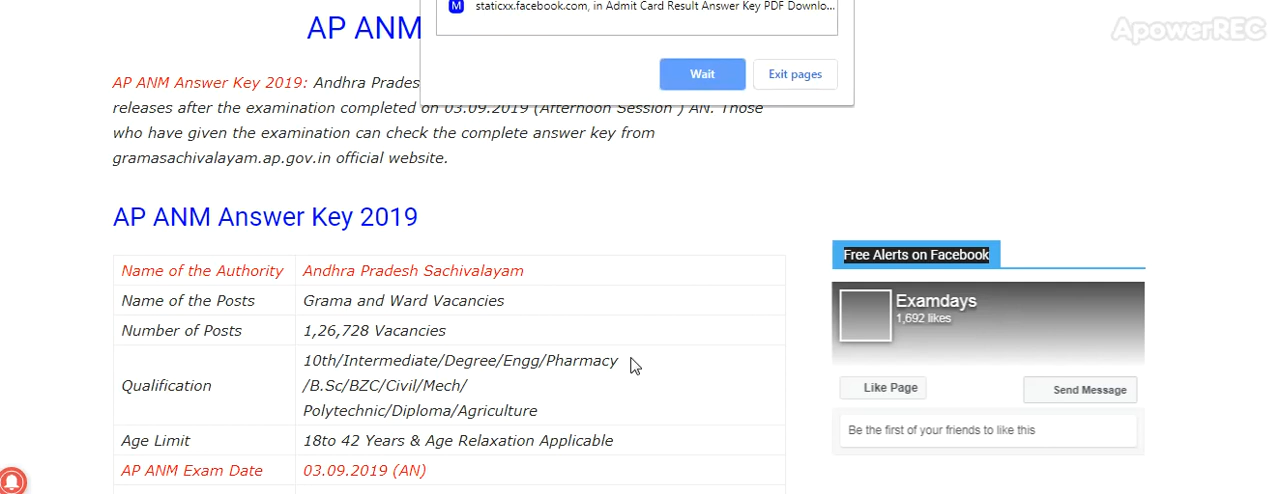 staticxx.facebook.com, in Admit Card Result Answer Key PDF Downlo...
ApowerREC
AP ANM
Wait
Exit pages
AP ANM Answer Key 2019: Andhra Prades
releases after the examination completed on 03.09.2019 (Afternoon Session ) AN. Those
who have given the examination can check the complete answer key from
gramasachivalayam.ap.gov.in official website.
AP ANM Answer Key 2019
Name of the Authority Andhra Pradesh Sachivalayam
Name of the Posts Grama and Ward Vacancies
Number of Posts 1,26,728 Vacancies
Qualification 10th/Intermediate/Degree/Engg/Pharmacy
/B.Sc/BZC/Civil/Mech/
Polytechnic/Diploma/Agriculture
Age Limit 18to 42 Years & Age Relaxation Applicable
AP ANM Exam Date 03.09.2019 (AN)
Free Alerts on Facebook
Examdays
1,692 likes
Like Page
Send Message
Be the first of your friends to like this